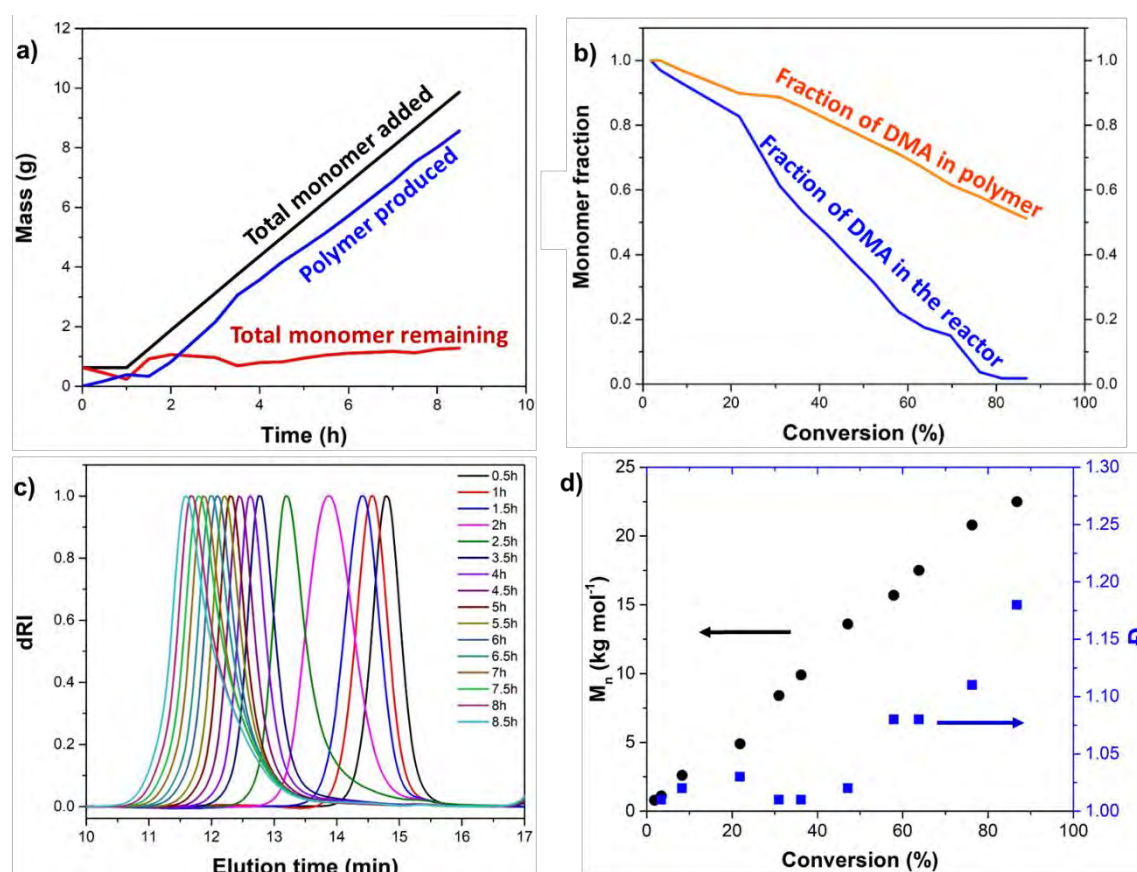 a)
12
10
8
6
4
2
0
Mass (g)
Total monomer added
Polymer produced
Total monomer remaining
0 2 4 6 8 10
Time (h)
b)
1.0
0.8
0.6
0.4
0.2
0.0
Monomer fraction
Fraction of DMA in polymer
Fraction of DMA in the reactor
1.0
0.8
0.6
0.4
0.2
0.0
0 20 40 60 80 100
Conversion (%)
c)
1.0
0.8
0.6
0.4
0.2
0.0
dRI
0.5h
1h
1.5h
2h
2.5h
3.5h
4h
4.5h
5h
5.5h
6h
6.5h
7h
7.5h
8h
8.5h
10 11 12 13 14 15 16 17
Elution time (min)
d)
25
20
15
10
5
0
Mₙ (kg mol⁻¹)
1.30
1.25
1.20
1.15
1.10
1.05
1.00
Đ
0 20 40 60 80 100
Conversion (%)